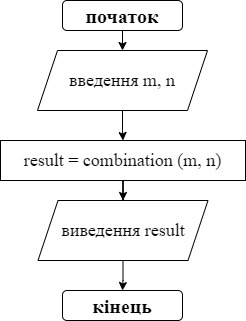 початок
введення m, n
result = combination (m, n)
виведення result
кінець